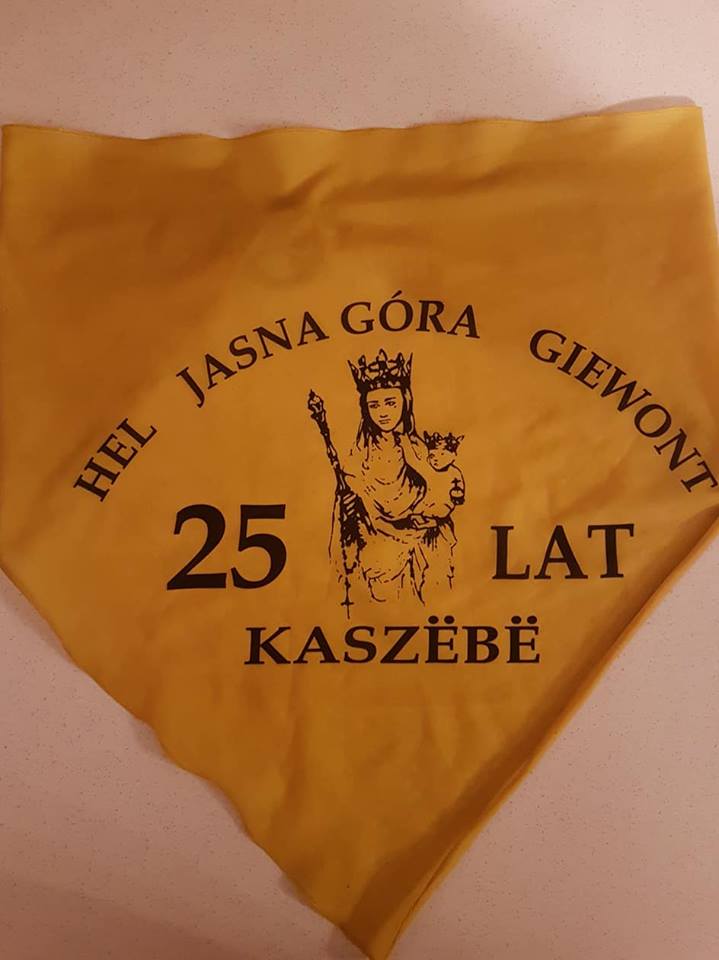 HEL JASNA GÓRA GIEWONT
25 LAT
KASZËBË